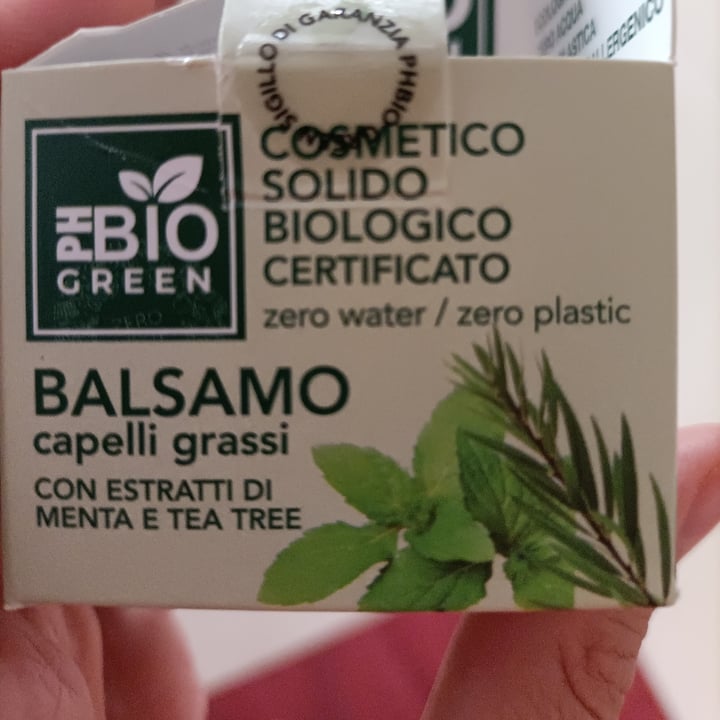 SIGILLO DI GARANZIA PHBIO
COSMETICO
SOLIDO
BIOLOGICO
CERTIFICATO
zero water / zero plastic
PH BIO
GREEN
BALSAMO
capelli grassi
CON ESTRATTI DI
MENTA E TEA TREE